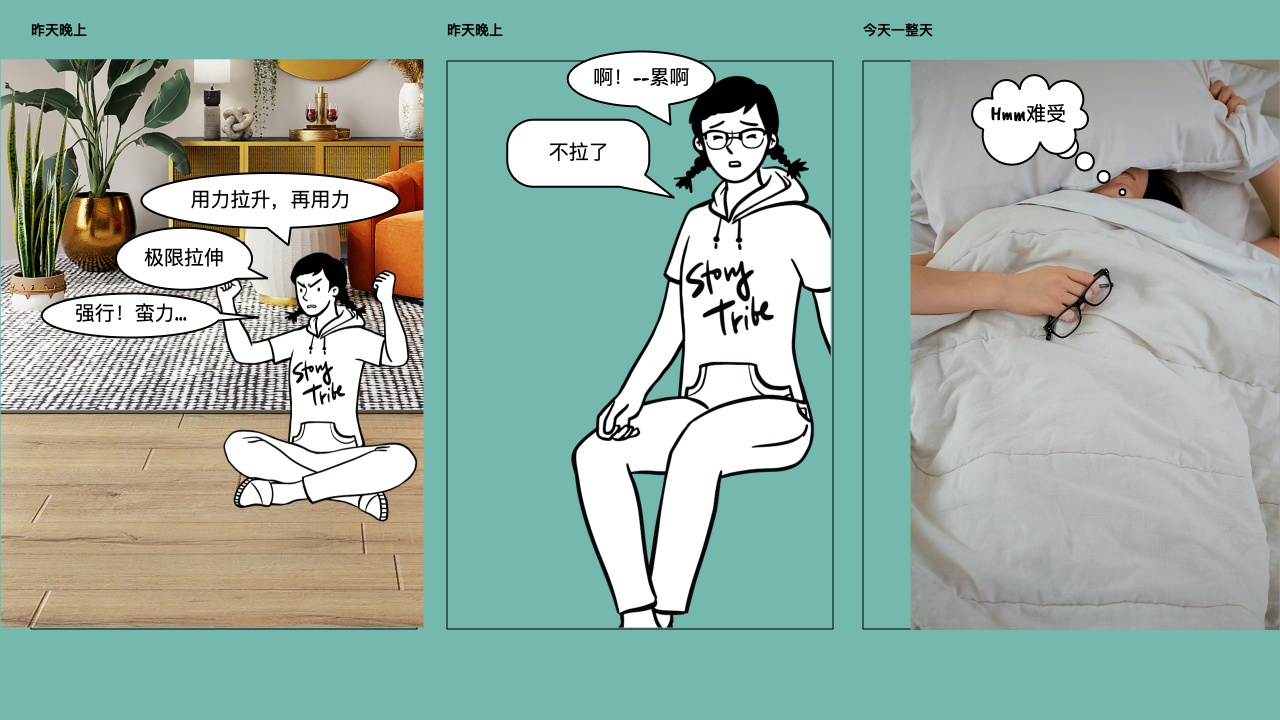 昨天晚上
用力拉升，再用力
极限拉伸
强行！蛮力...
Story
Tribe
昨天晚上
啊！--累啊
不拉了
Story
Tribe
今天一整天
Hmm难受